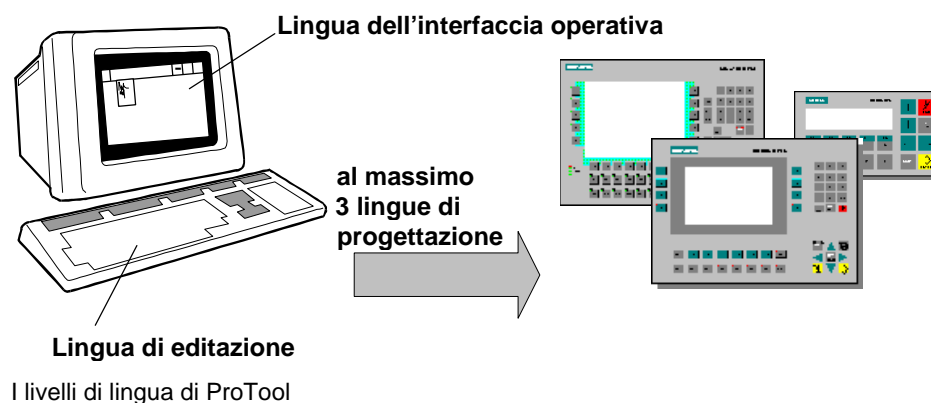 Lingua dell'interfaccia operativa
al massimo
3 lingue di
progettazione
Lingua di editazione
I livelli di lingua di ProTool